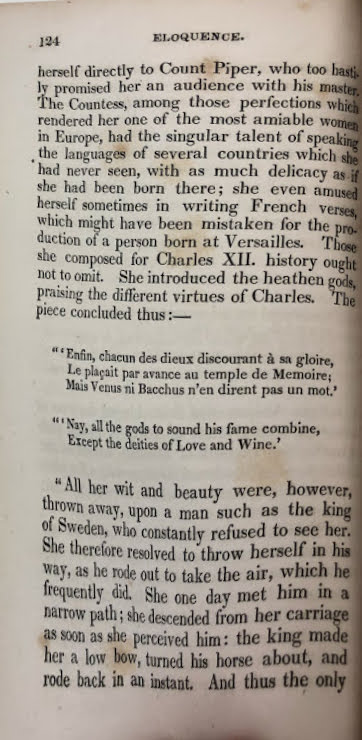 124 ELOQUENCE.
herself directly to Count Piper, who too hasti-
ly promised her an audience with his master.
The Countess, among those perfections which
rendered her one of the most amiable women
in Europe, had the singular talent of speaking
the languages of several countries which she
had never seen, with as much delicacy as if
she had been born there; she even amused
herself sometimes in writing French verses,
which might have been mistaken for the pro-
duction of a person born at Versailles. Those
she composed for Charles XII. history ought
not to omit. She introduced the heathen gods,
praising the different virtues of Charles. The
piece concluded thus:—
"'Enfin, chacun des dieux discourant à sa gloire,
Le plaçait par avance au temple de Memoire;
Mais Venus ni Bacchus n'en dirent pas un mot.'
"'Nay, all the gods to sound his fame combine,
Except the deities of Love and Wine.'
"All her wit and beauty were, however,
thrown away, upon a man such as the king
of Sweden, who constantly refused to see her.
She therefore resolved to throw herself in his
way, as he rode out to take the air, which he
frequently did. She one day met him in a
narrow path; she descended from her carriage
as soon as she perceived him: the king made
her a low bow, turned his horse about, and
rode back in an instant. And thus the only